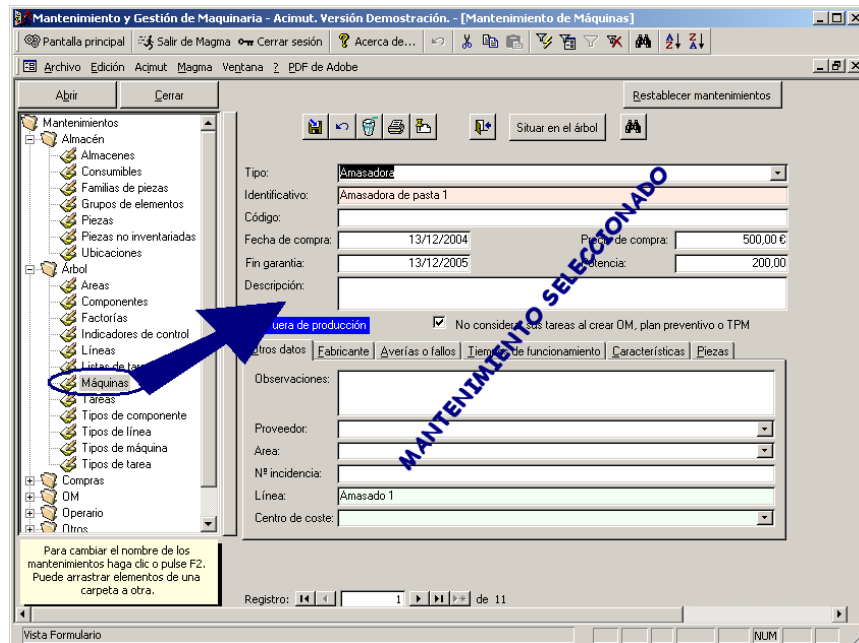 Mantenimiento y Gestión de Maquinaria - Acimut. Versión Demostración. - [Mantenimiento de Máquinas]
Pantalla principal Salir de Magma Cerrar sesión Acerca de...
Archivo Edición Acimut Magma Ventana ? PDF de Adobe
Abrir Cerrar Restablecer mantenimientos
Mantenimientos
Almacén
Almacenes
Consumibles
Familias de piezas
Grupos de elementos
Piezas
Piezas no inventariadas
Ubicaciones
Árbol
Areas
Componentes
Factorías
Indicadores de control
Líneas
Listas de
Máquinas
Tareas
Tipos de componente
Tipos de línea
Tipos de máquina
Tipos de tarea
Compras
OM
Operario
Otros
Para cambiar el nombre de los
mantenimientos haga clic o pulse F2.
Puede arrastrar elementos de una
carpeta a otra.
Situar en el árbol
Tipo: Amasadora
Identificativo: Amasadora de pasta 1
Código:
Fecha de compra: 13/12/2004 Precio de compra: 500,00 €
Fin garantia: 13/12/2005 Potencia: 200,00
Descripción:
Fuera de producción No considerar sus tareas al crear OM, plan preventivo o TPM
Otros datos Fabricante Averías o fallos Tiempos de funcionamiento Características Piezas
Observaciones:
Proveedor:
Area:
Nº incidencia:
Línea: Amasado 1
Centro de coste:
MANTENIMIENTO SELECCIONADO
Registro: 1 de 11
Vista Formulario NUM